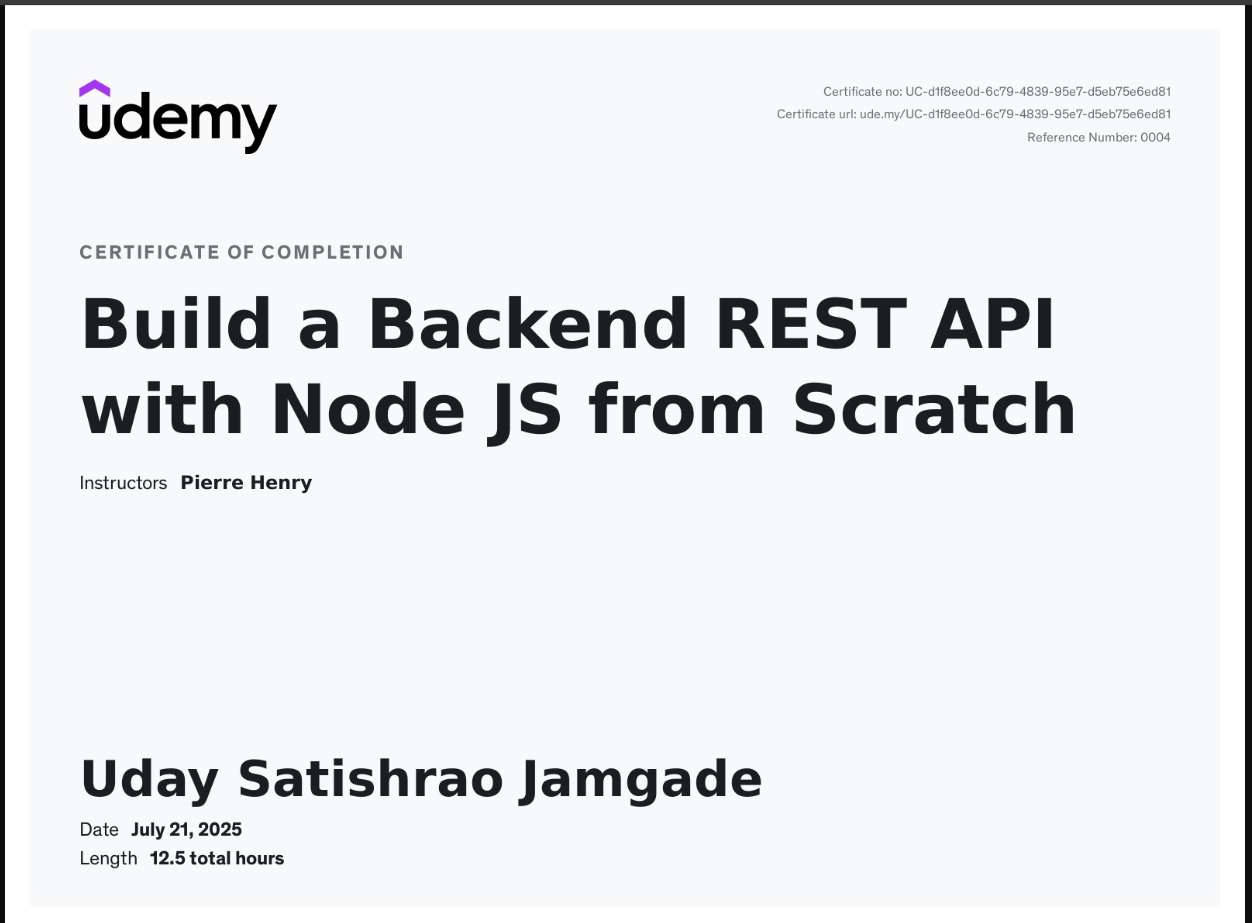 udemy
Certificate no: UC-d1f8ee0d-6c79-4839-95e7-d5eb75e6ed81
Certificate url: ude.my/UC-d1f8ee0d-6c79-4839-95e7-d5eb75e6ed81
Reference Number: 0004
CERTIFICATE OF COMPLETION
Build a Backend REST API
with Node JS from Scratch
Instructors Pierre Henry
Uday Satishrao Jamgade
Date July 21, 2025
Length 12.5 total hours